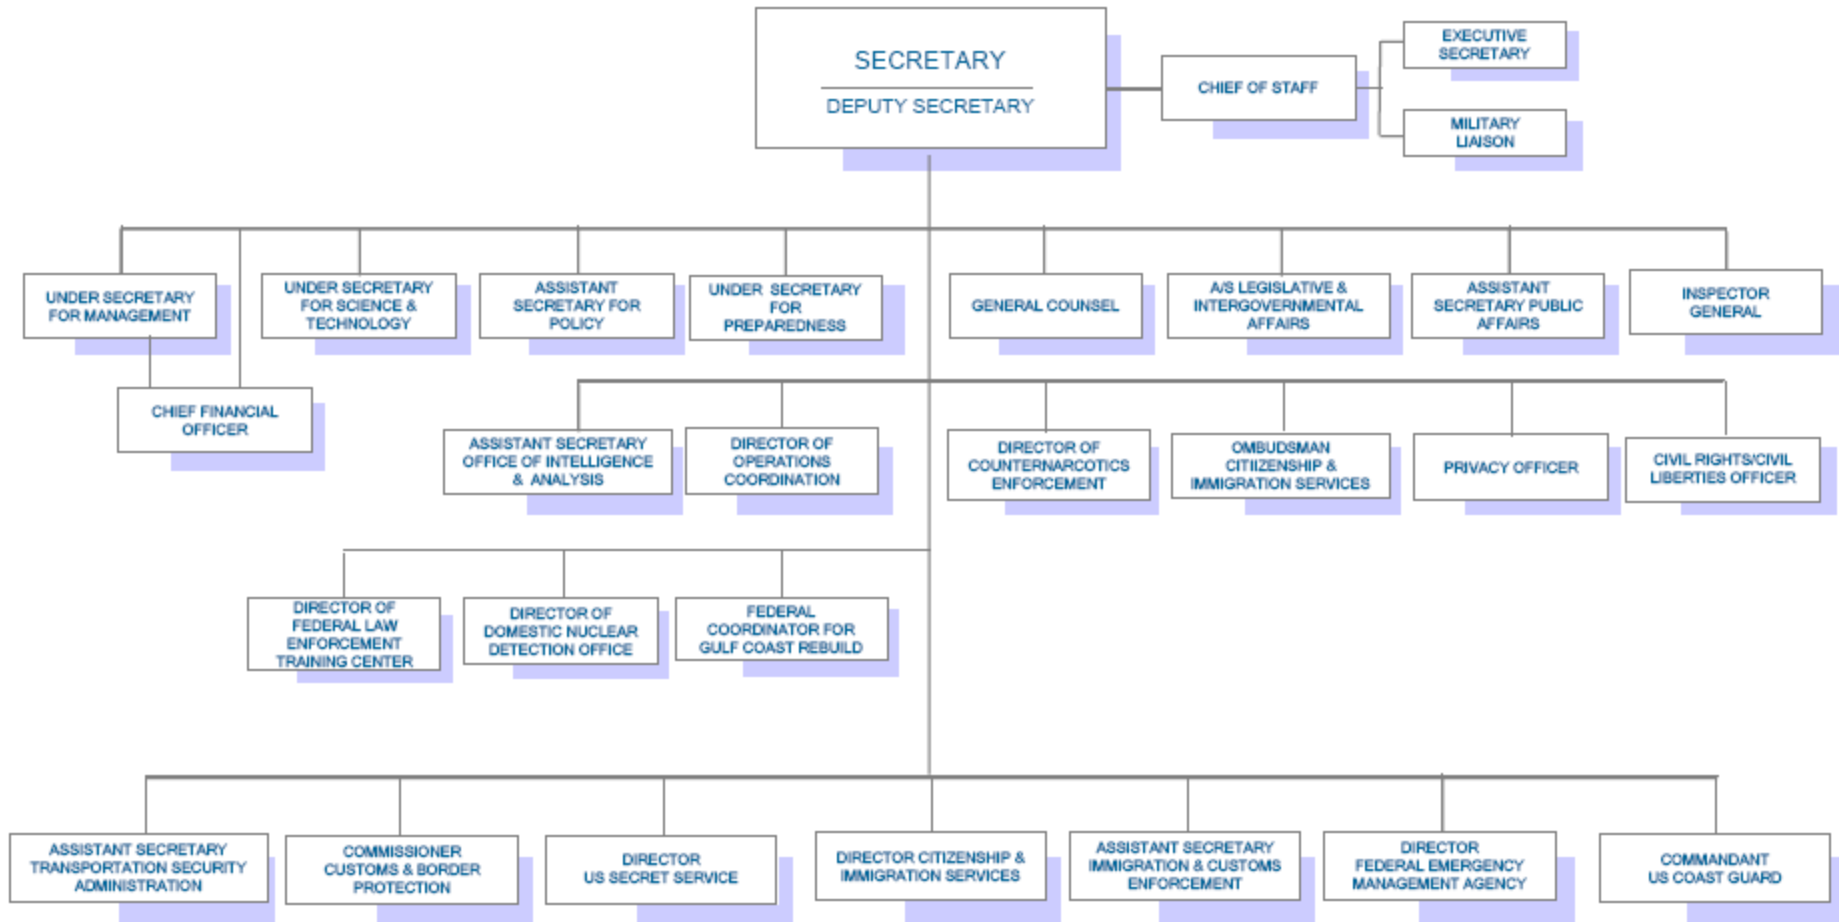 SECRETARY
DEPUTY SECRETARY
CHIEF OF STAFF
EXECUTIVE
SECRETARY
MILITARY
LIAISON
UNDER SECRETARY
FOR MANAGEMENT
UNDER SECRETARY
FOR SCIENCE &
TECHNOLOGY
ASSISTANT
SECRETARY FOR
POLICY
UNDER SECRETARY
FOR
PREPAREDNESS
GENERAL COUNSEL
A/S LEGISLATIVE &
INTERGOVERNMENTAL
AFFAIRS
ASSISTANT
SECRETARY PUBLIC
AFFAIRS
INSPECTOR
GENERAL
CHIEF FINANCIAL
OFFICER
ASSISTANT SECRETARY
OFFICE OF INTELLIGENCE
& ANALYSIS
DIRECTOR OF
OPERATIONS
COORDINATION
DIRECTOR OF
COUNTERNARCOTICS
ENFORCEMENT
OMBUDSMAN
CITIIZENSHIP &
IMMIGRATION SERVICES
PRIVACY OFFICER
CIVIL RIGHTS/CIVIL
LIBERTIES OFFICER
DIRECTOR OF
FEDERAL LAW
ENFORCEMENT
TRAINING CENTER
DIRECTOR OF
DOMESTIC NUCLEAR
DETECTION OFFICE
FEDERAL
COORDINATOR FOR
GULF COAST REBUILD
ASSISTANT SECRETARY
TRANSPORTATION SECURITY
ADMINISTRATION
COMMISSIONER
CUSTOMS & BORDER
PROTECTION
DIRECTOR
US SECRET SERVICE
DIRECTOR CITIZENSHIP &
IMMIGRATION SERVICES
ASSISTANT SECRETARY
IMMIGRATION & CUSTOMS
ENFORCEMENT
DIRECTOR
FEDERAL EMERGENCY
MANAGEMENT AGENCY
COMMANDANT
US COAST GUARD